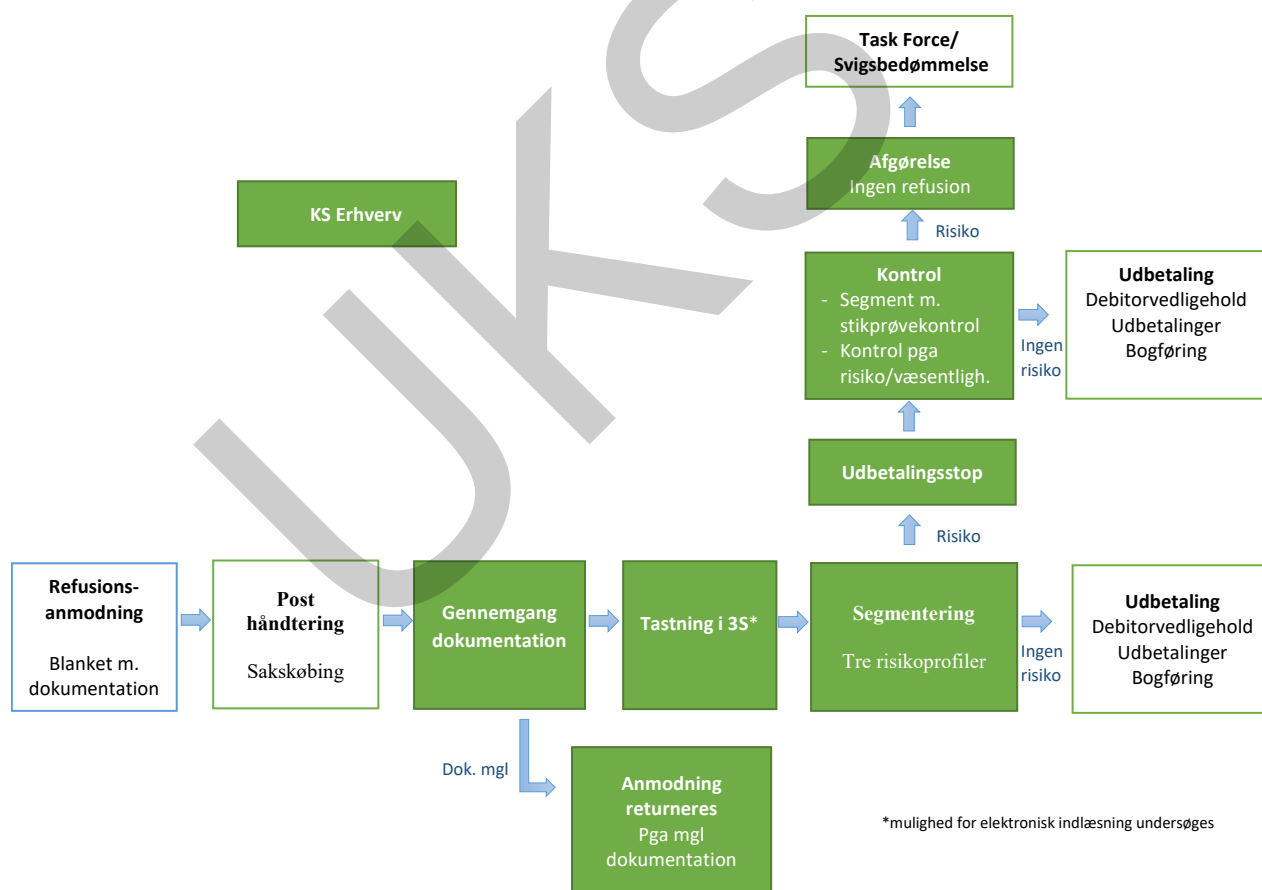 Task Force/
Svigsbedømmelse
Afgørelse
Ingen refusion
KS Erhverv
Risiko
Kontrol
- Segment m.
stikprøvekontrol
- Kontrol pga
risiko/væsentligh.
Ingen
risiko
Udbetaling
Debitorvedligehold
Udbetalinger
Bogføring
Udbetalingsstop
Risiko
Refusions-
anmodning
Blanket m.
dokumentation
Post
håndtering
Sakskøbing
Gennemgang
dokumentation
Tastning i 3S*
Segmentering
Tre risikoprofiler
Ingen
risiko
Udbetaling
Debitorvedligehold
Udbetalinger
Bogføring
Dok. mgl
Anmodning
returneres
Pga mgl
dokumentation
*mulighed for elektronisk indlæsning undersøges
UKS